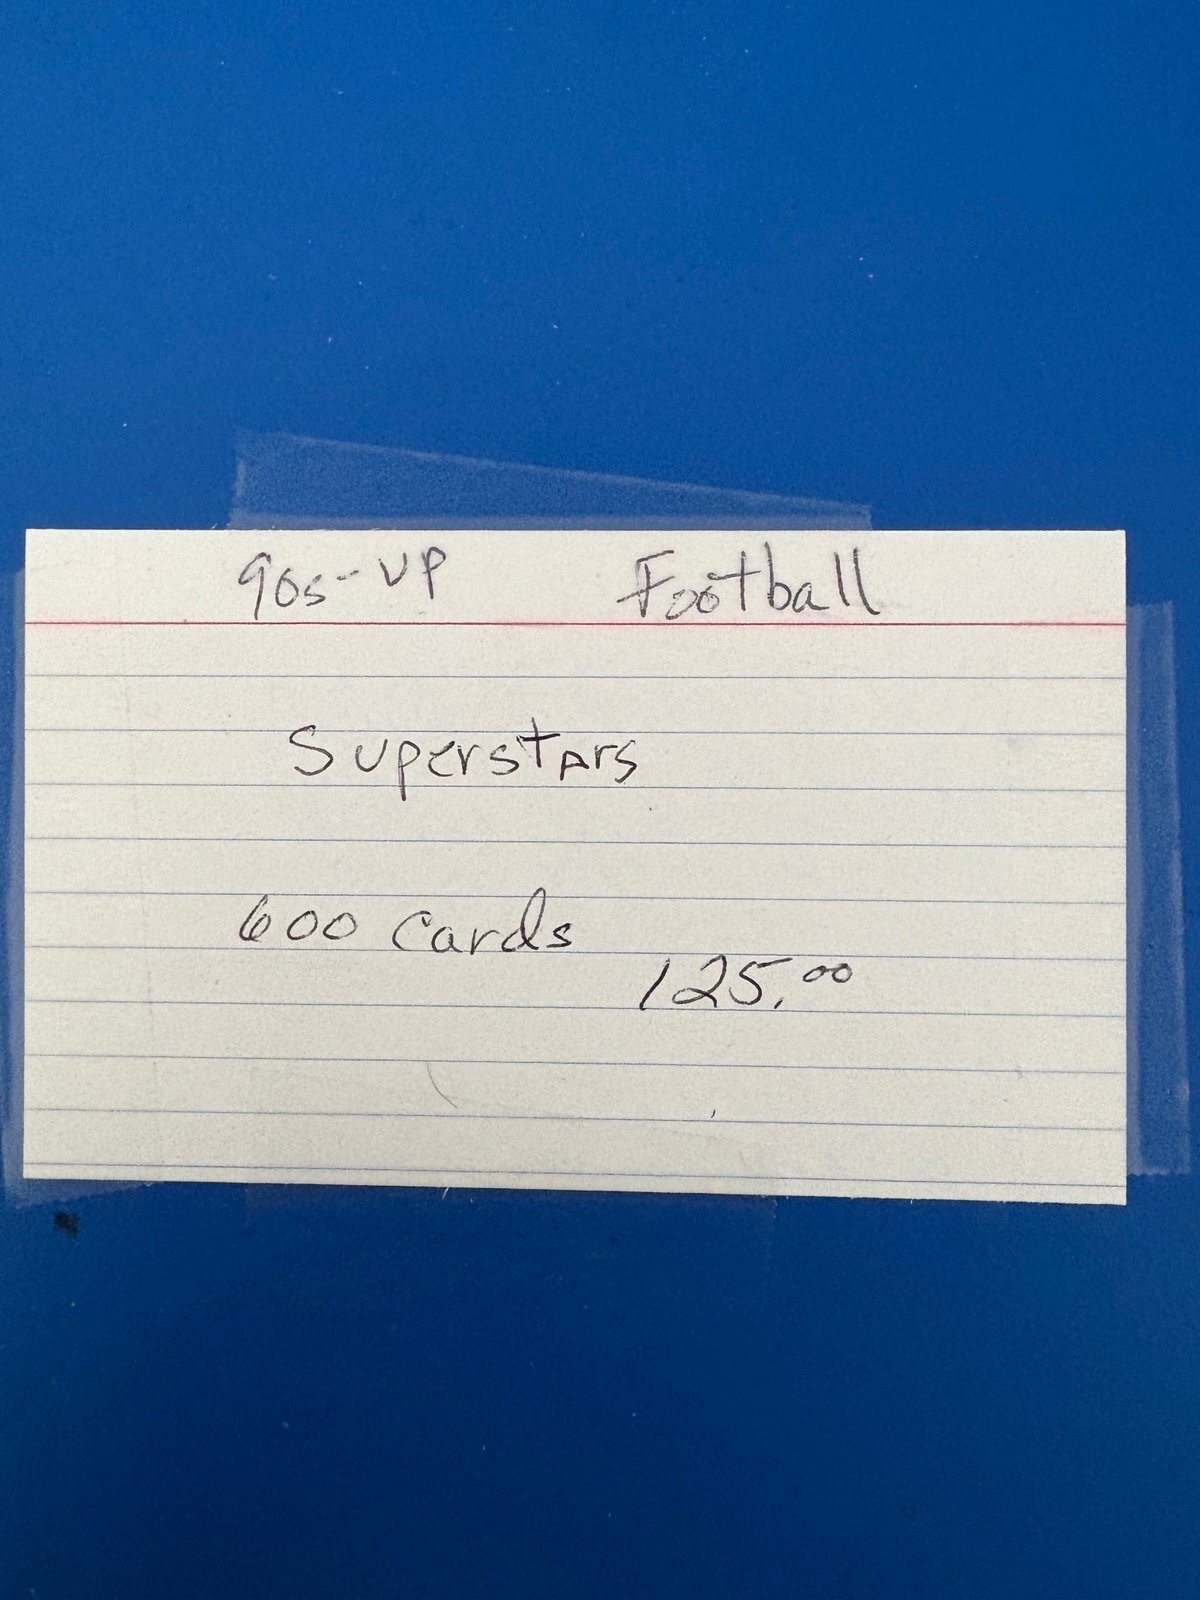 90s-UP Football
Superstars
600 Cards
125.00